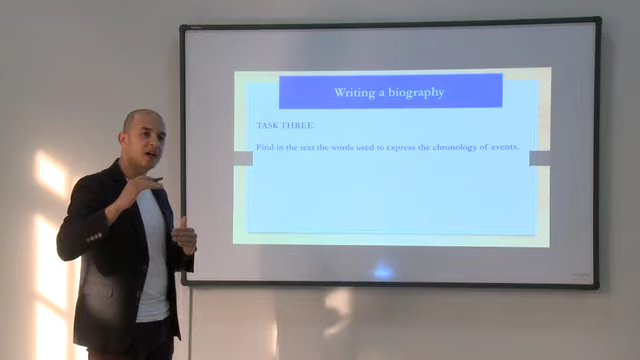 Writing a biography
TASK THREE:
Find in the text the words used to express the chronology of events.